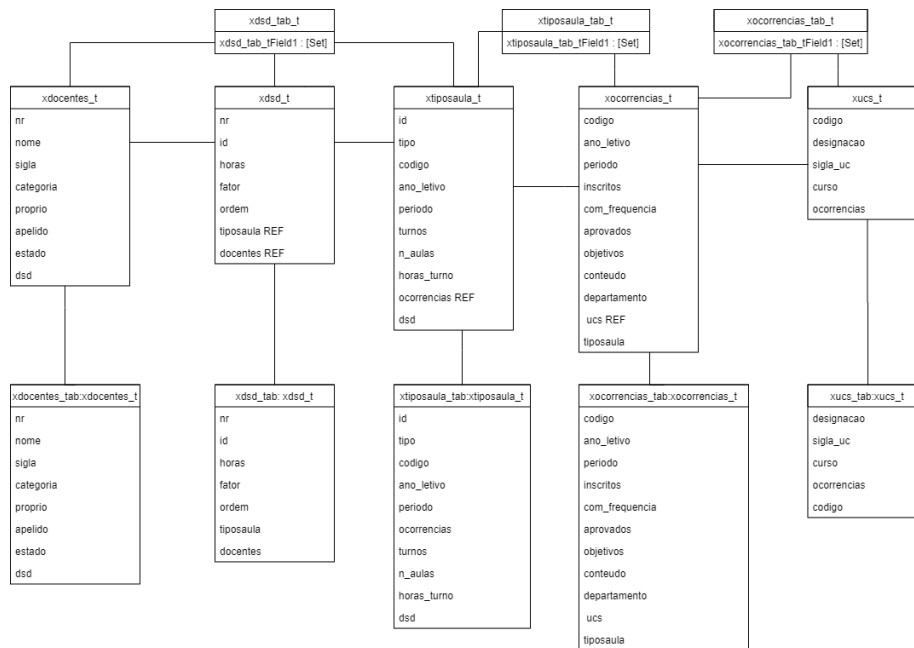 xdsd_tab_t
xdsd_tab_tField1 : [Set]
xtiposaula_tab_t
xtiposaula_tab_tField1 : [Set]
xocorrencias_tab_t
xocorrencias_tab_tField1 : [Set]
xdocentes_t
nr
nome
sigla
categoria
proprio
apelido
estado
dsd
xdsd_t
nr
id
horas
fator
ordem
tiposaula REF
docentes REF
xtiposaula_t
id
tipo
codigo
ano_letivo
periodo
turnos
n_aulas
horas_turno
ocorrencias REF
dsd
xocorrencias_t
codigo
ano_letivo
periodo
inscritos
com_frequencia
aprovados
objetivos
conteudo
departamento
ucs REF
tiposaula
xucs_t
codigo
designacao
sigla_uc
curso
ocorrencias
xdocentes_tab:xdocentes_t
nr
nome
sigla
categoria
proprio
apelido
estado
dsd
xdsd_tab: xdsd_t
nr
id
horas
fator
ordem
tiposaula
docentes
xtiposaula_tab:xtiposaula_t
id
tipo
codigo
ano_letivo
periodo
ocorrencias
turnos
n_aulas
horas_turno
dsd
xocorrencias_tab:xocorrencias_t
codigo
ano_letivo
periodo
inscritos
com_frequencia
aprovados
objetivos
conteudo
departamento
ucs
tiposaula
xucs_tab:xucs_t
designacao
sigla_uc
curso
ocorrencias
codigo